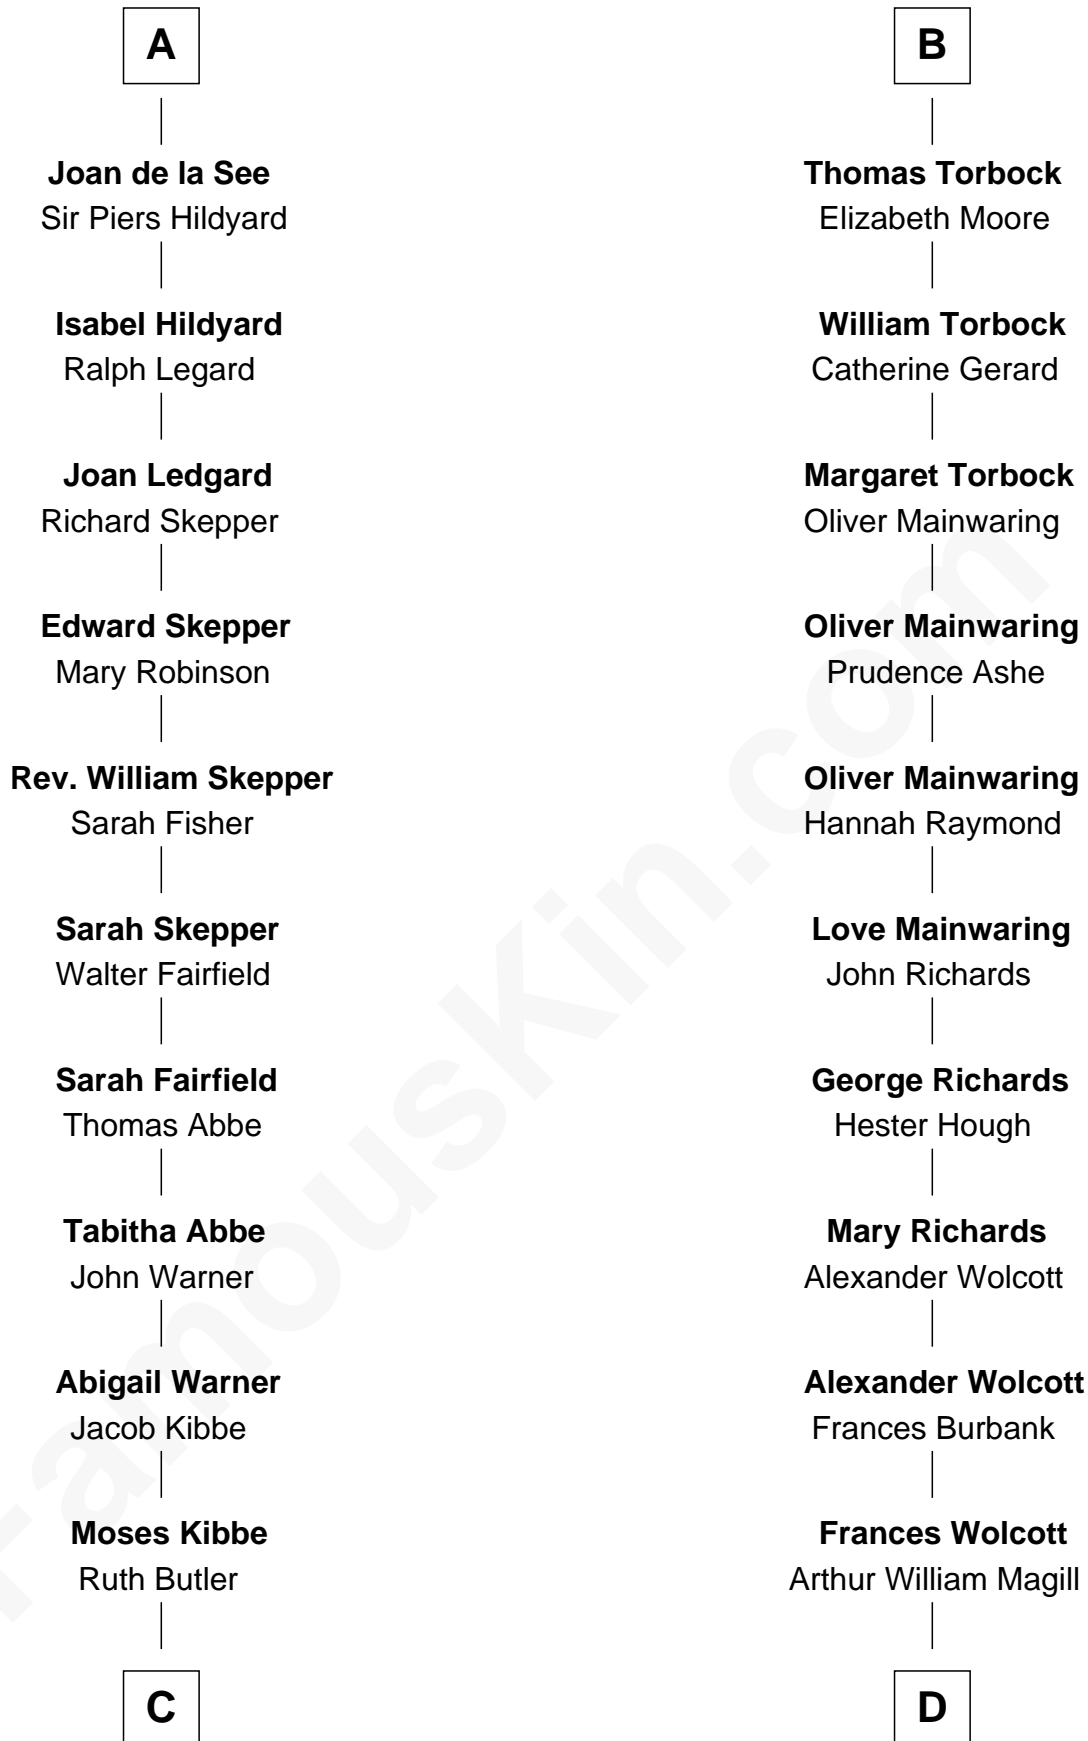 A
Joan de la See
Sir Piers Hildyard
Isabel Hildyard
Ralph Legard
Joan Ledgard
Richard Skepper
Edward Skepper
Mary Robinson
Rev. William Skepper
Sarah Fisher
Sarah Skepper
Walter Fairfield
Sarah Fairfield
Thomas Abbe
Tabitha Abbe
John Warner
Abigail Warner
Jacob Kibbe
Moses Kibbe
Ruth Butler
C
B
Thomas Torbock
Elizabeth Moore
William Torbock
Catherine Gerard
Margaret Torbock
Oliver Mainwaring
Oliver Mainwaring
Prudence Ashe
Oliver Mainwaring
Hannah Raymond
Love Mainwaring
John Richards
George Richards
Hester Hough
Mary Richards
Alexander Wolcott
Alexander Wolcott
Frances Burbank
Frances Wolcott
Arthur William Magill
D
FamousKin.com